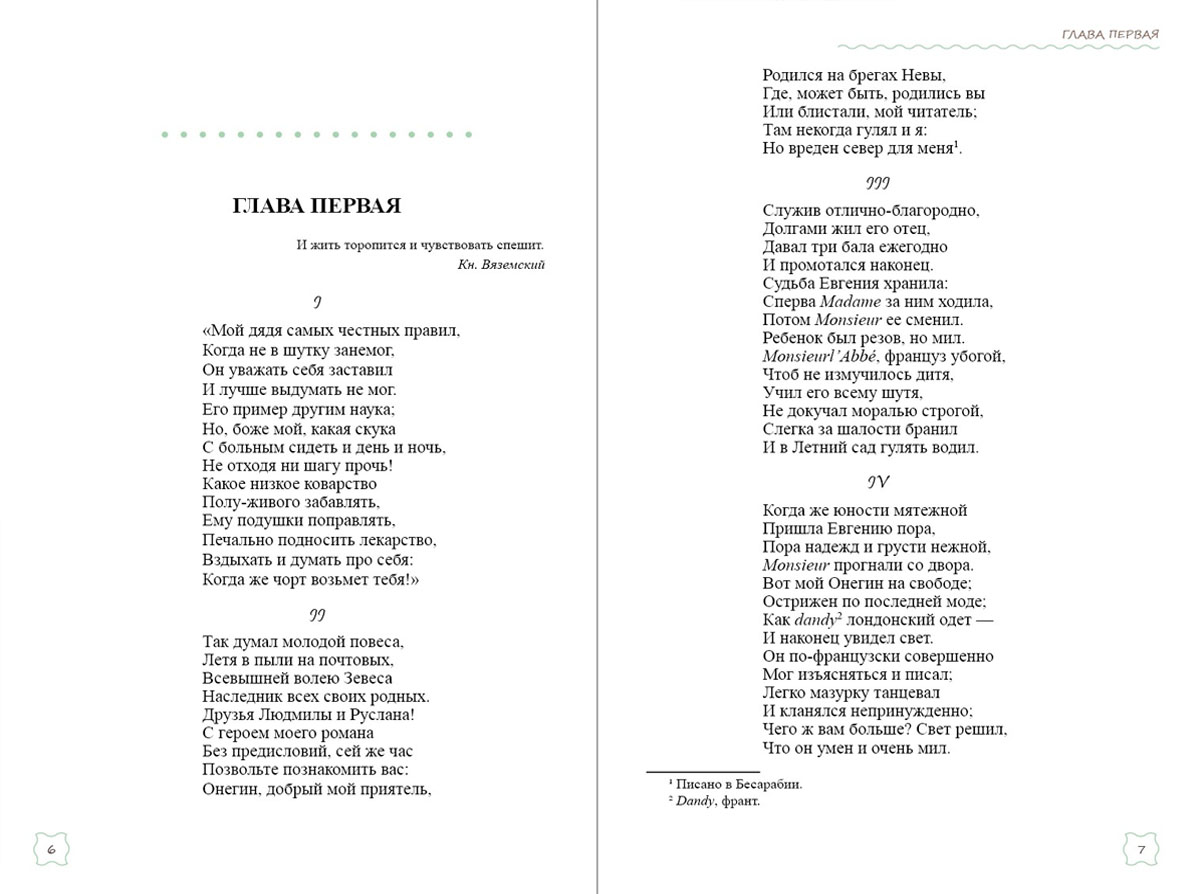 ГЛАВА ПЕРВАЯ
И жить торопится и чувствовать спешит.
Кн. Вяземский
I
«Мой дядя самых честных правил,
Когда не в шутку занемог,
Он уважать себя заставил
И лучше выдумать не мог.
Его пример другим наука;
Но, боже мой, какая скука
С больным сидеть и день и ночь,
Не отходя ни шагу прочь!
Какое низкое коварство
Полу-живого забавлять,
Ему подушки поправлять,
Печально подносить лекарство,
Вздыхать и думать про себя:
Когда же чорт возьмет тебя!»
II
Так думал молодой повеса,
Летя в пыли на почтовых,
Всевышней волею Зевеса
Наследник всех своих родных.
Друзья Людмилы и Руслана!
С героем моего романа
Без предисловий, сей же час
Позвольте познакомить вас:
Онегин, добрый мой приятель,
6
ГЛАВА ПЕРВАЯ
Родился на брегах Невы,
Где, может быть, родились вы
Или блистали, мой читатель;
Там некогда гулял и я:
Но вреден север для меня¹.
III
Служив отлично-благородно,
Долгами жил его отец,
Давал три бала ежегодно
И промотался наконец.
Судьба Евгения хранила:
Сперва Madame за ним ходила,
Потом Monsieur ее сменил.
Ребенок был резов, но мил.
Monsieurl’Abbé, француз убогой,
Чтоб не измучилось дитя,
Учил его всему шутя,
Не докучал моралью строгой,
Слегка за шалости бранил
И в Летний сад гулять водил.
IV
Когда же юности мятежной
Пришла Евгению пора,
Пора надежд и грусти нежной,
Monsieur прогнали со двора.
Вот мой Онегин на свободе;
Острижен по последней моде;
Как dandy² лондонский одет —
И наконец увидел свет.
Он по-французски совершенно
Мог изъясняться и писал;
Легко мазурку танцевал
И кланялся непринужденно;
Чего ж вам больше? Свет решил,
Что он умен и очень мил.
¹ Писано в Бесарабии.
² Dandy, франт.
7